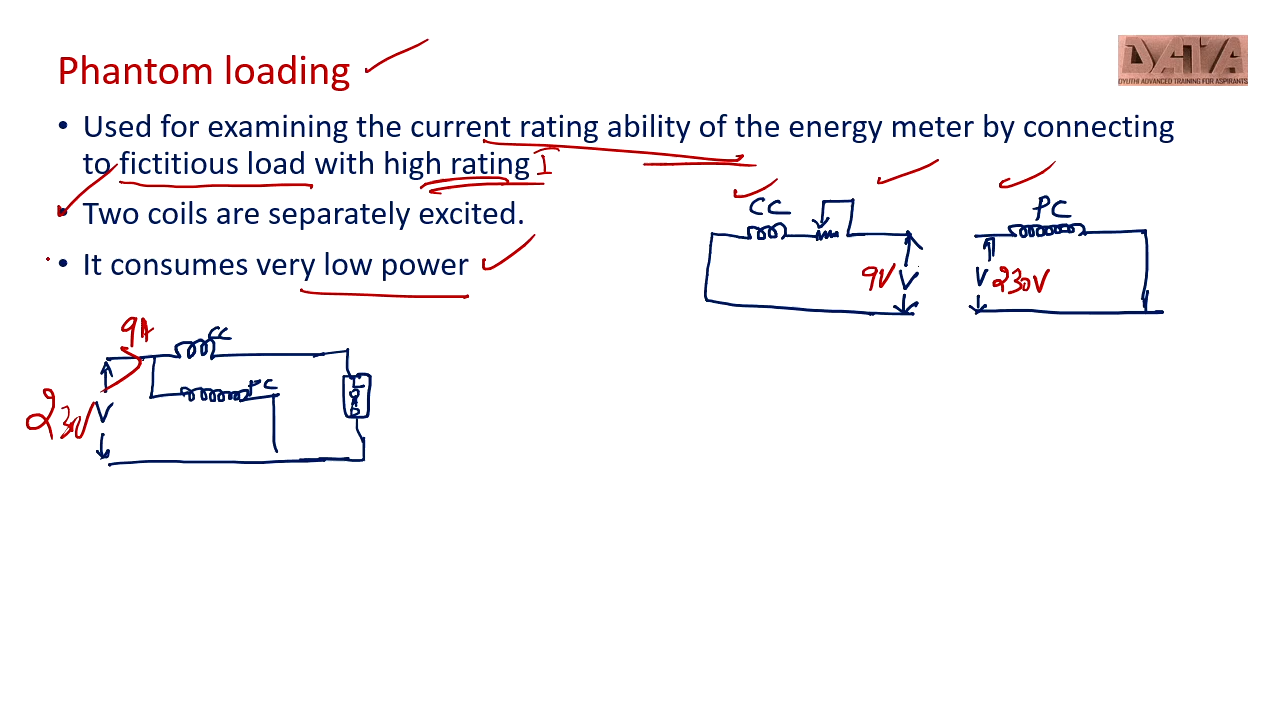 Phantom loading
DATA
DYUTHI ADVANCED TRAINING FOR ASPIRANTS
• Used for examining the current rating ability of the energy meter by connecting
to fictitious load with high rating I
• Two coils are separately excited.
• It consumes very low power
CC
PC
9V V
V 230V
9A
CC
PC
230V V
LOAD